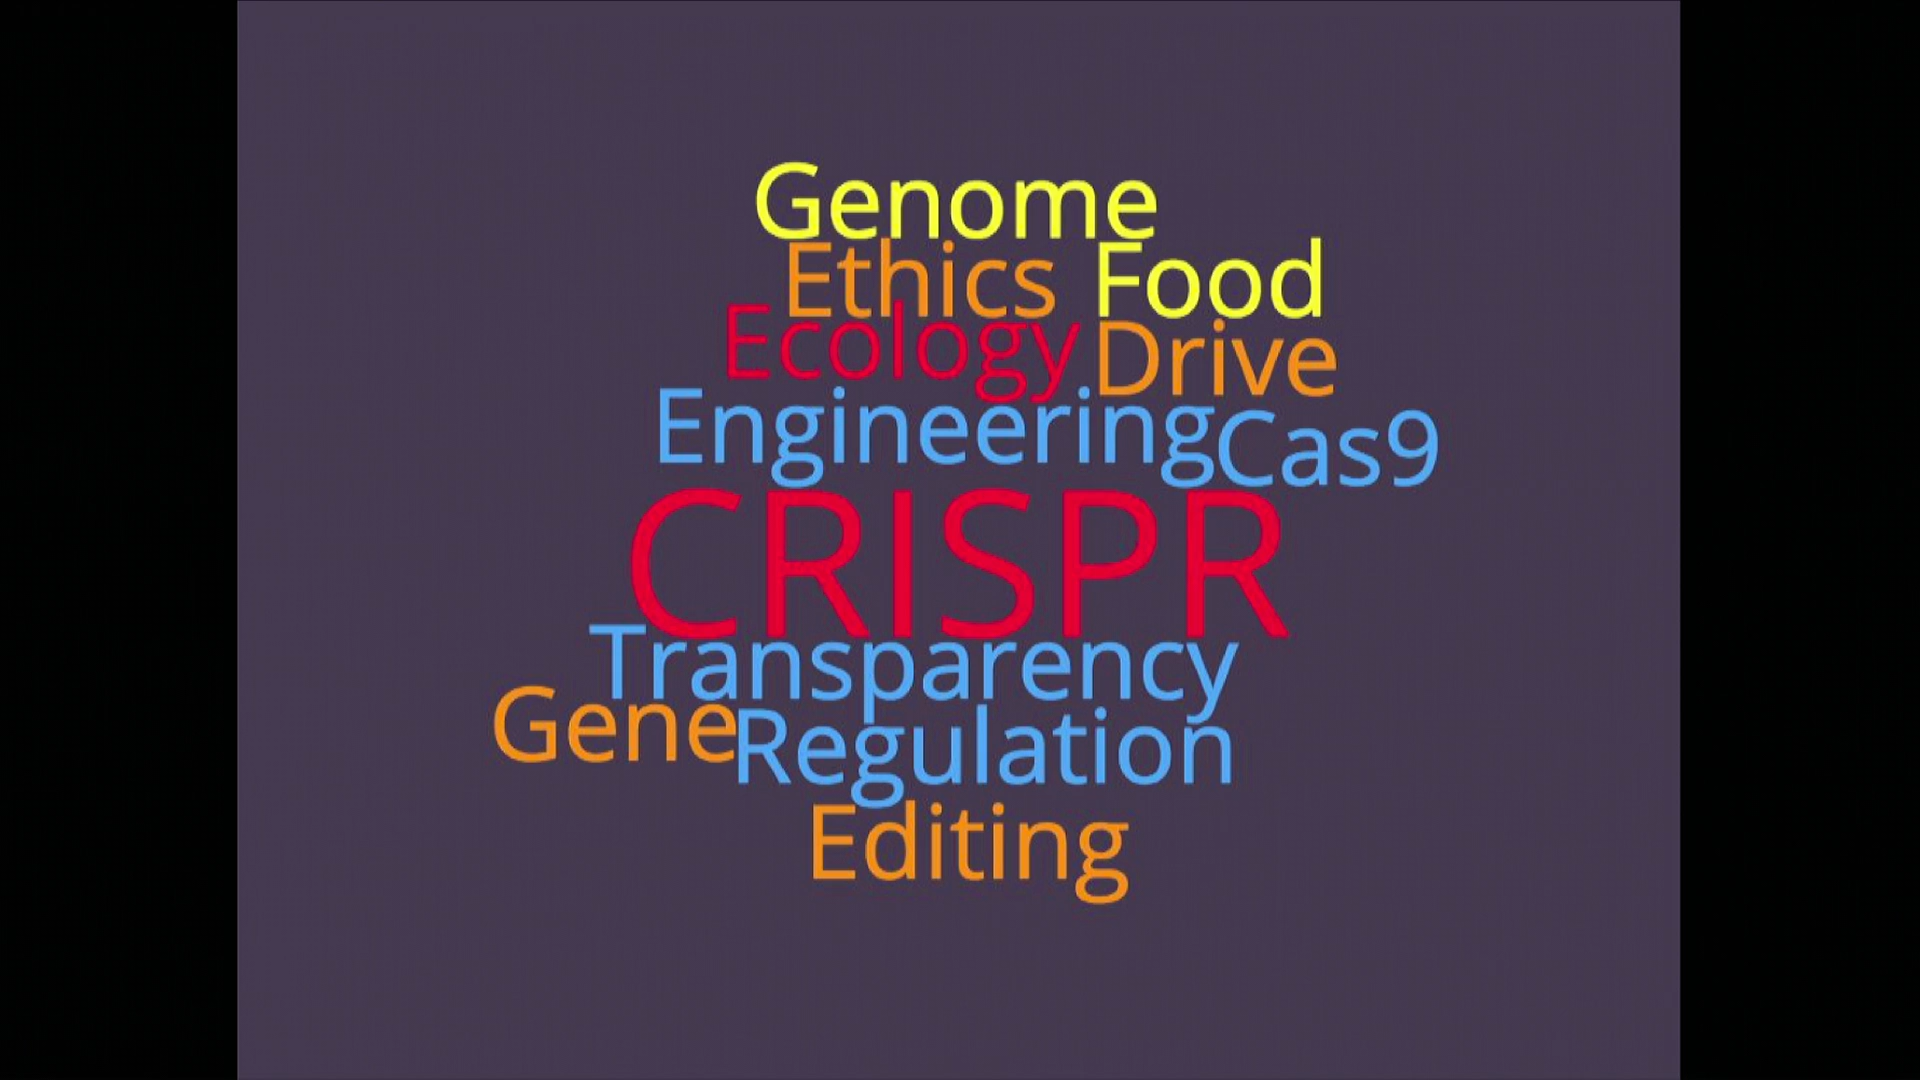 Genome
Ethics Food
Ecology Drive
Engineering Cas9
CRISPR
Transparency
Gene Regulation
Editing